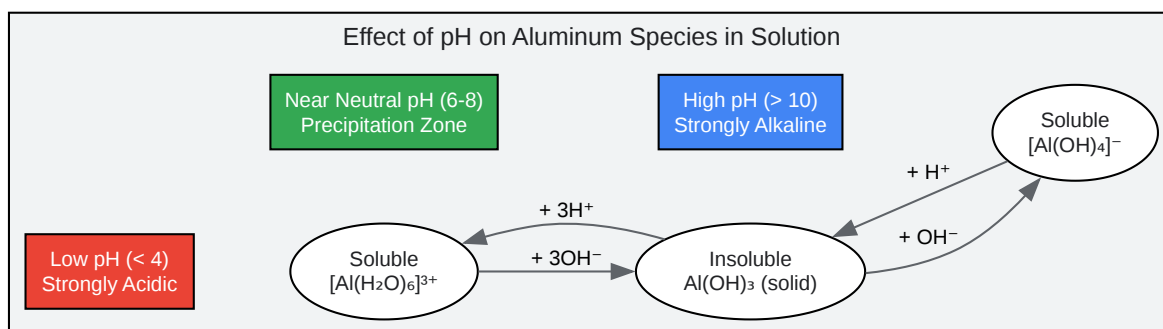 Effect of pH on Aluminum Species in Solution
Near Neutral pH (6-8)
Precipitation Zone
High pH (> 10)
Strongly Alkaline
Soluble
[Al(OH)₄]⁻
+ H⁺
+ 3H⁺
+ OH⁻
Low pH (< 4)
Strongly Acidic
Soluble
[Al(H₂O)₆]³⁺
+ 3OH⁻
Insoluble
Al(OH)₃ (solid)